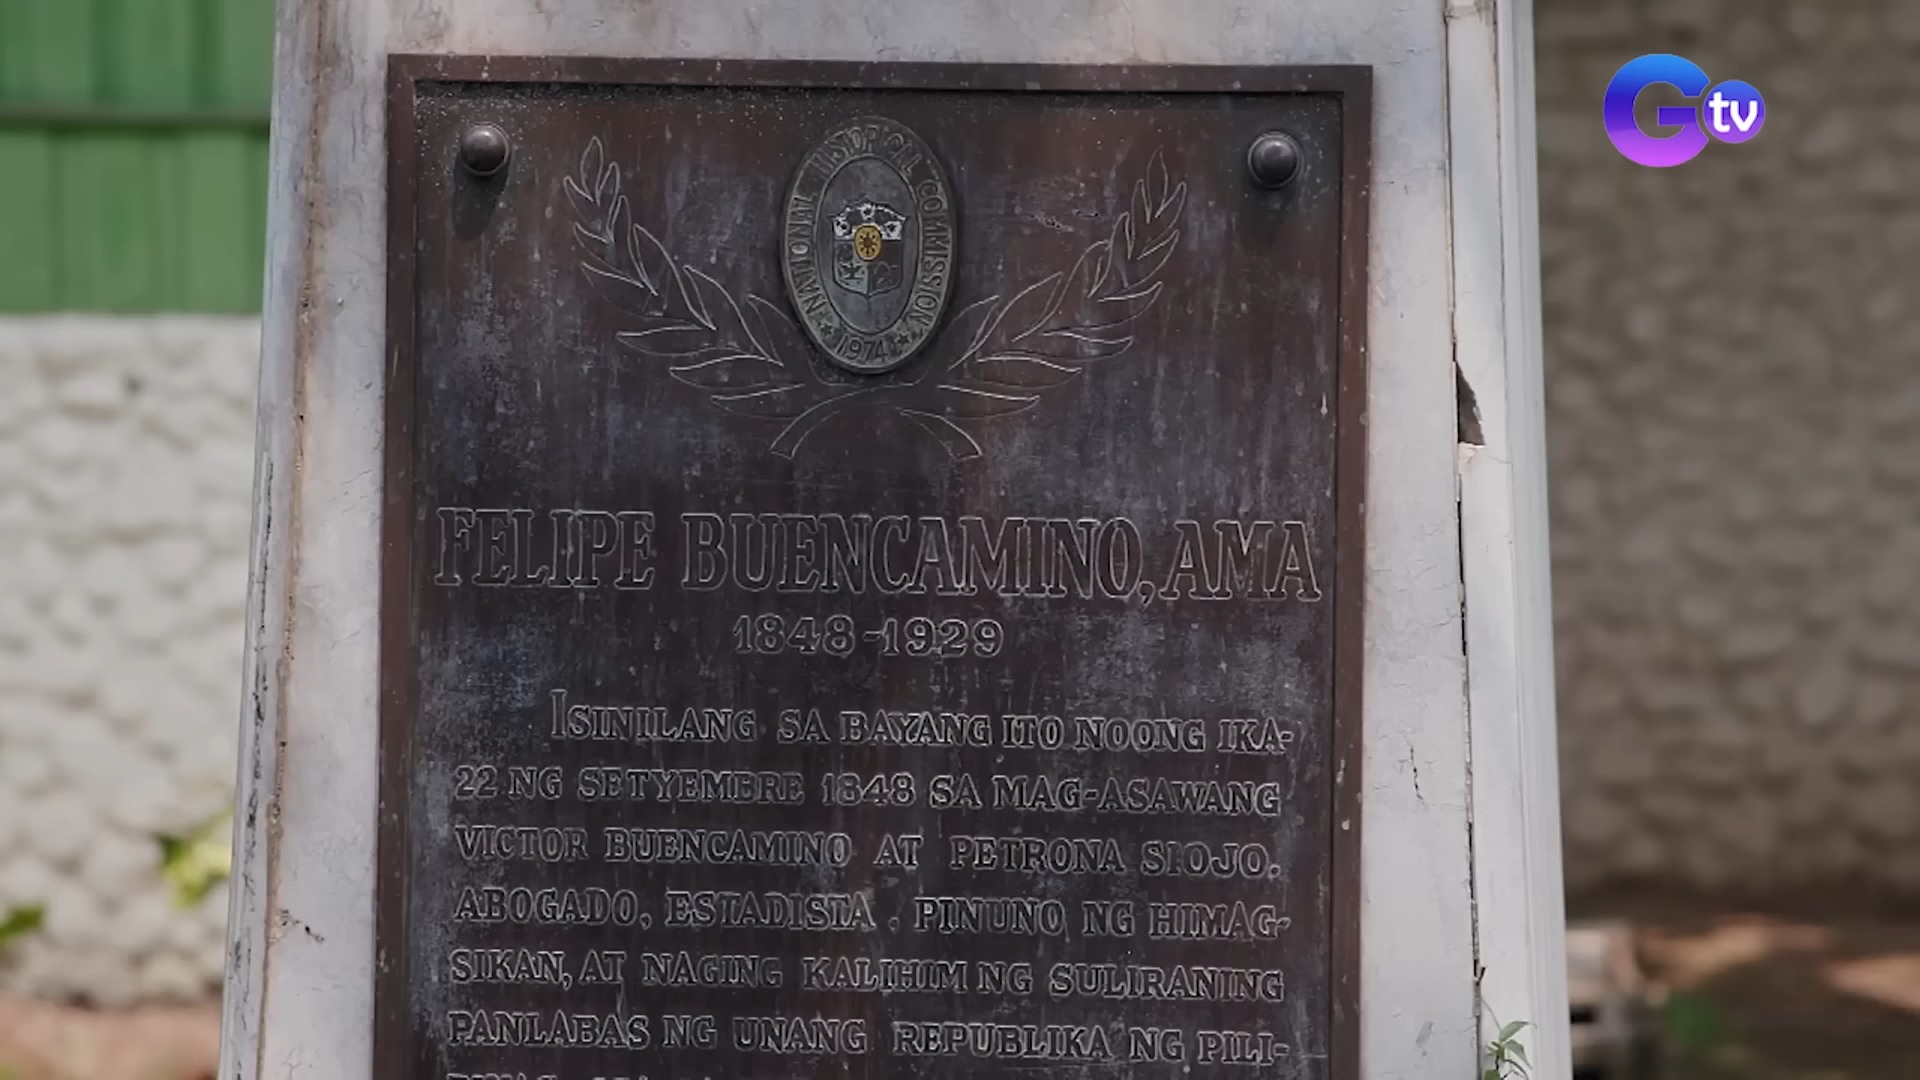 G tv
NATIONAL HISTORICAL COMMISSION
1974
FELIPE BUENCAMINO, AMA
1848-1929
ISINILANG SA BAYANG ITO NOONG IKA-
22 NG SETYEMBRE 1848 SA MAG-ASAWANG
VICTOR BUENCAMINO AT PETRONA SIOJO.
ABOGADO, ESTADISTA, PINUNO NG HIMAG-
SIKAN, AT NAGING KALIHIM NG SULIRANING
PANLABAS NG UNANG REPUBLIKA NG PILI-